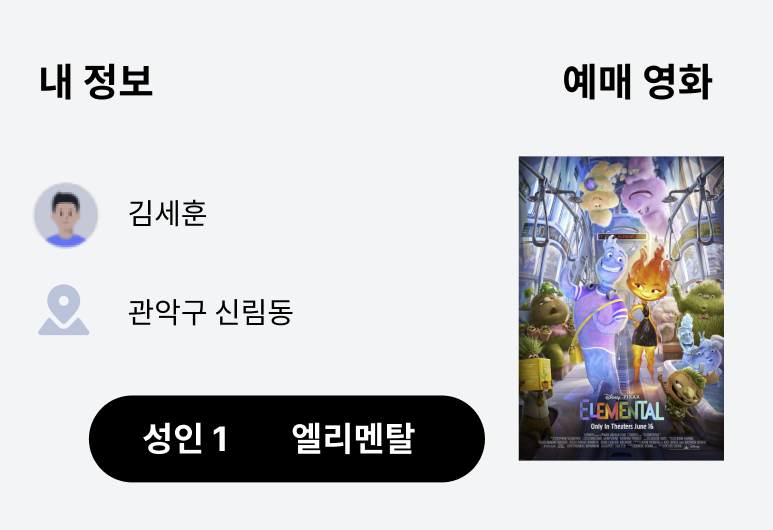 내 정보
예매 영화
김세훈
관악구 신림동
성인 1 엘리멘탈
Disney PIXAR
ELEMENTAL
Only In Theaters June 16